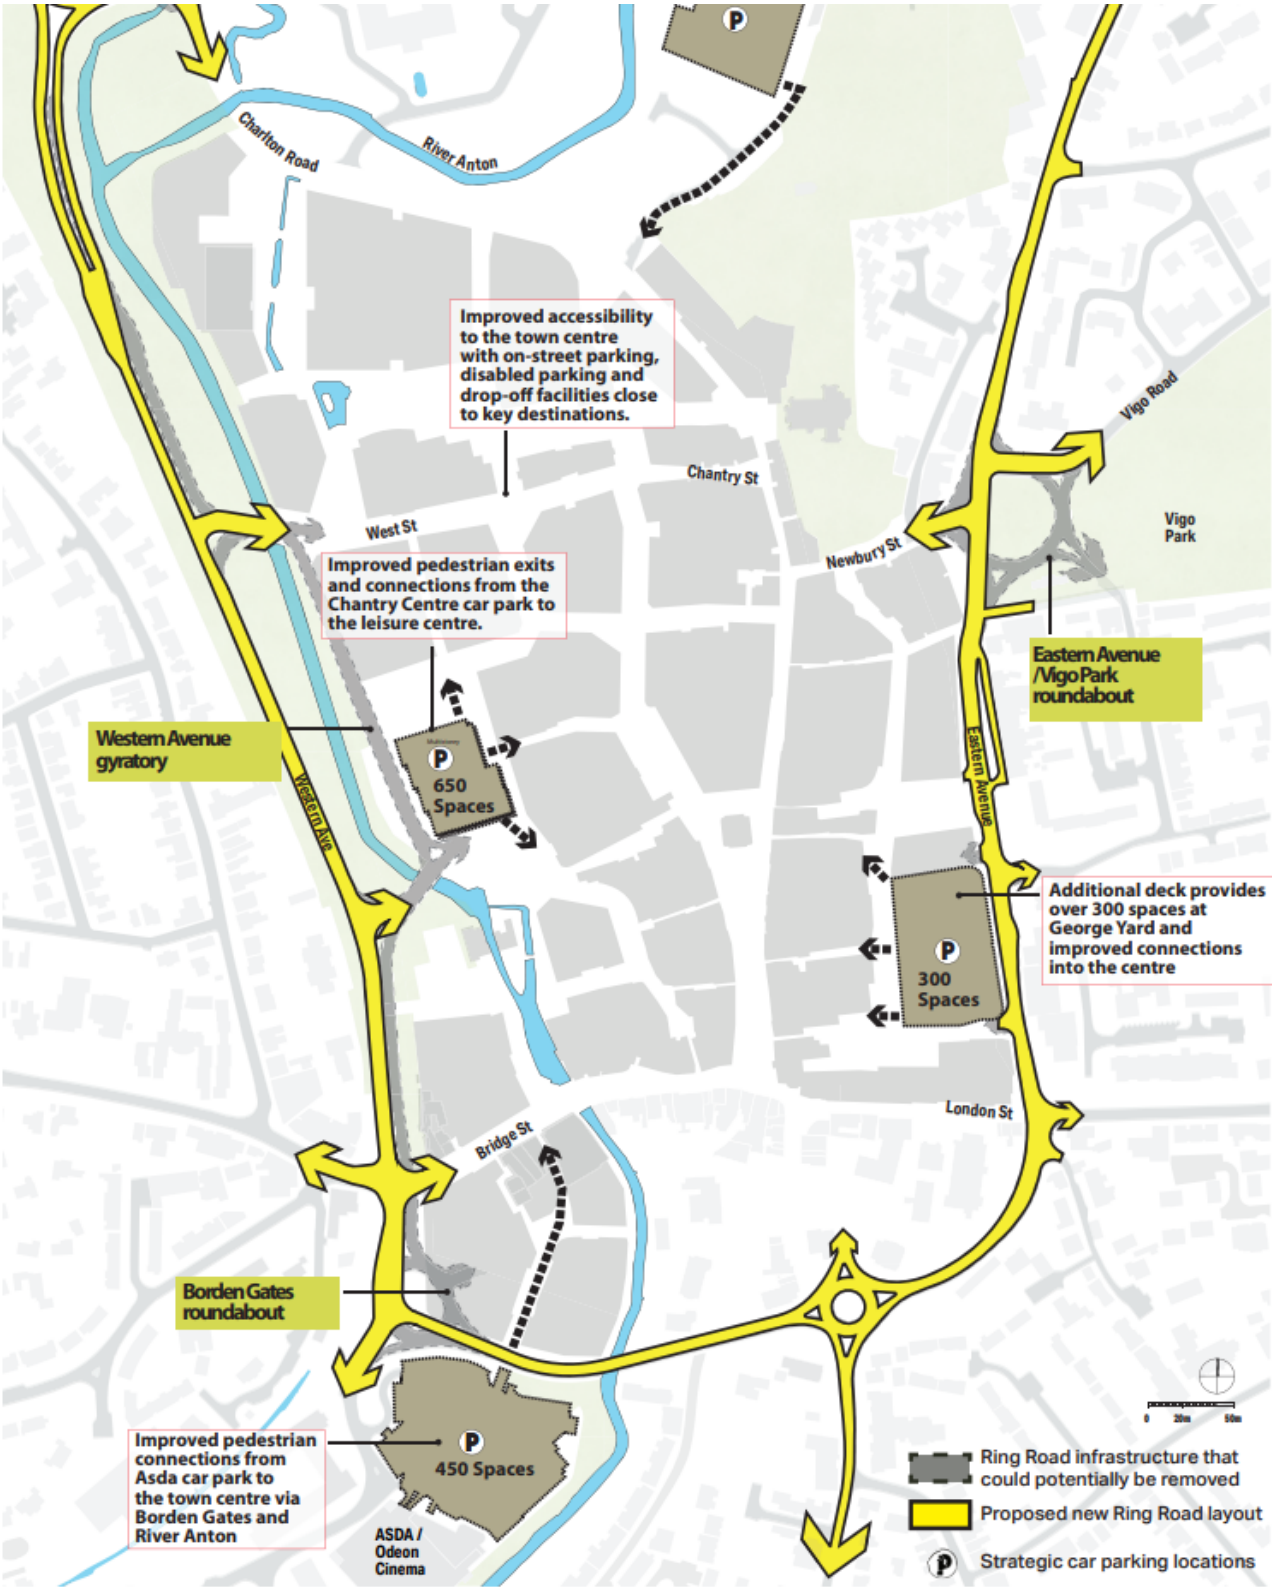 P
Charlton Road
River Anton
Improved accessibility
to the town centre
with on-street parking,
disabled parking and
drop-off facilities close
to key destinations.
Vigo Road
Chantry St
West St
Newbury St
Vigo
Park
Improved pedestrian exits
and connections from the
Chantry Centre car park to
the leisure centre.
Eastern Avenue
/Vigo Park
roundabout
Western Avenue
gyratory
P
650
Spaces
Western Ave
Eastern Avenue
Additional deck provides
over 300 spaces at
George Yard and
improved connections
into the centre
P
300
Spaces
London St
Bridge St
Borden Gates
roundabout
Improved pedestrian
connections from
Asda car park to
the town centre via
Borden Gates and
River Anton
P
450 Spaces
ASDA /
Odeon
Cinema
0 20m 50m
Ring Road infrastructure that
could potentially be removed
Proposed new Ring Road layout
P Strategic car parking locations